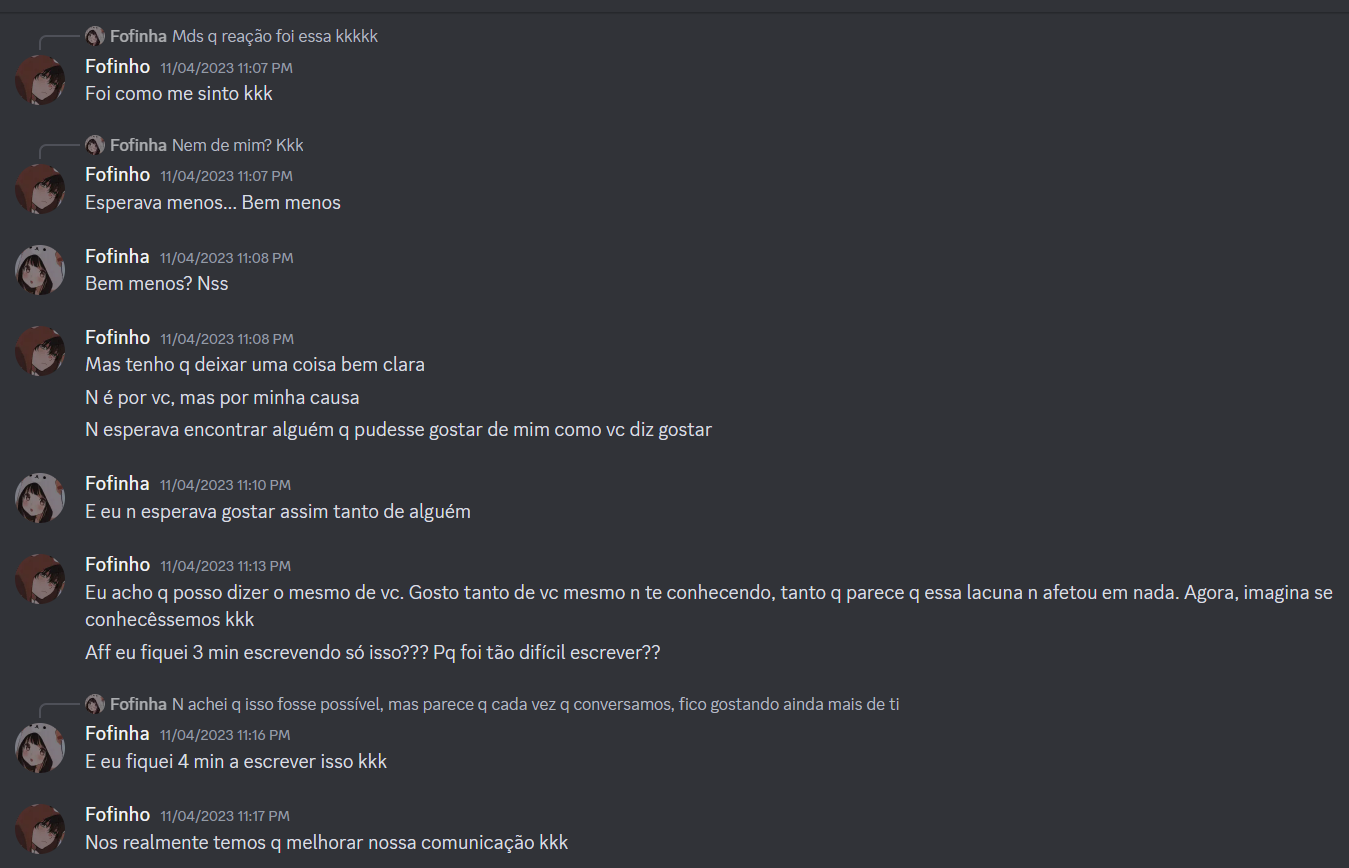 Fofinha Mds q reação foi essa kkkkk
Fofinho 11/04/2023 11:07 PM
Foi como me sinto kkk
Fofinha Nem de mim? Kkk
Fofinho 11/04/2023 11:07 PM
Esperava menos... Bem menos
Fofinha 11/04/2023 11:08 PM
Bem menos? Nss
Fofinho 11/04/2023 11:08 PM
Mas tenho q deixar uma coisa bem clara
N é por vc, mas por minha causa
N esperava encontrar alguém q pudesse gostar de mim como vc diz gostar
Fofinha 11/04/2023 11:10 PM
E eu n esperava gostar assim tanto de alguém
Fofinho 11/04/2023 11:13 PM
Eu acho q posso dizer o mesmo de vc. Gosto tanto de vc mesmo n te conhecendo, tanto q parece q essa lacuna n afetou em nada. Agora, imagina se
conhecêssemos kkk
Aff eu fiquei 3 min escrevendo só isso??? Pq foi tão difícil escrever??
Fofinha N achei q isso fosse possível, mas parece q cada vez q conversamos, fico gostando ainda mais de ti
Fofinha 11/04/2023 11:16 PM
E eu fiquei 4 min a escrever isso kkk
Fofinho 11/04/2023 11:17 PM
Nos realmente temos q melhorar nossa comunicação kkk